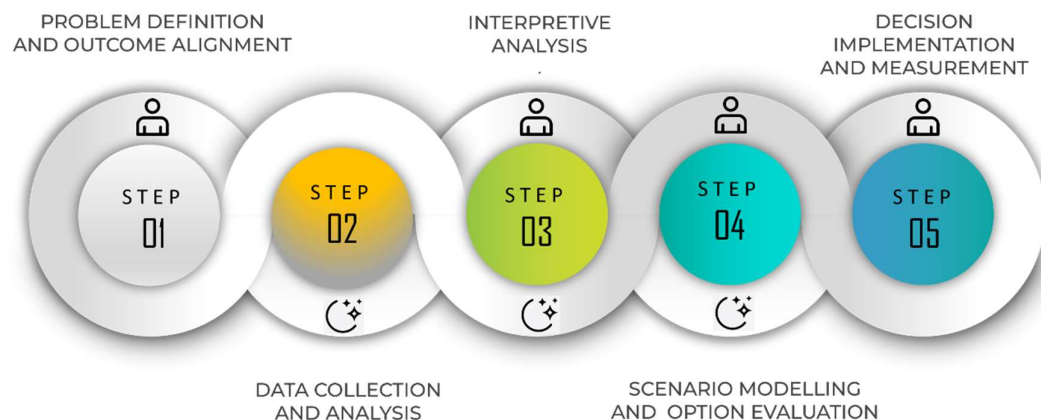 PROBLEM DEFINITION
AND OUTCOME ALIGNMENT
INTERPRETIVE
ANALYSIS
DECISION
IMPLEMENTATION
AND MEASUREMENT
STEP
01
STEP
02
STEP
03
STEP
04
STEP
05
DATA COLLECTION
AND ANALYSIS
SCENARIO MODELLING
AND OPTION EVALUATION